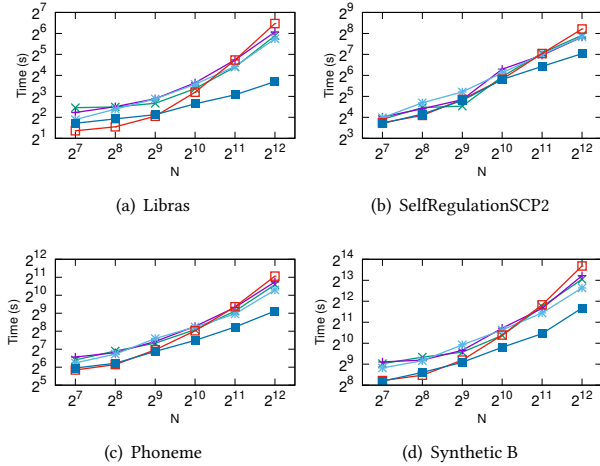 2^7
2^6
2^5
2^4
2^3
2^2
2^1
Time (s)
2^7 2^8 2^9 2^10 2^11 2^12
N
(a) Libras
2^9
2^8
2^7
2^6
2^5
2^4
2^3
Time (s)
2^7 2^8 2^9 2^10 2^11 2^12
N
(b) SelfRegulationSCP2
2^12
2^11
2^10
2^9
2^8
2^7
2^6
2^5
Time (s)
2^7 2^8 2^9 2^10 2^11 2^12
N
(c) Phoneme
2^14
2^13
2^12
2^11
2^10
2^9
2^8
Time (s)
2^7 2^8 2^9 2^10 2^11 2^12
N
(d) Synthetic B